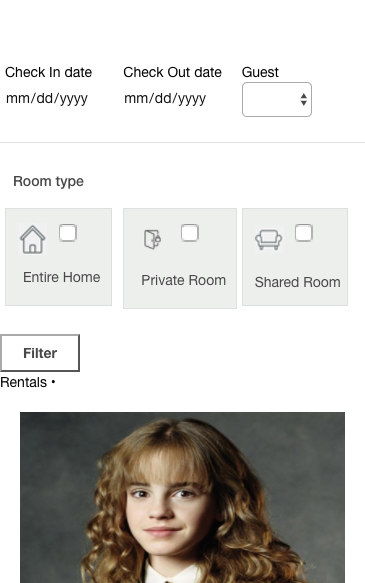 Check In date Check Out date Guest
mm/dd/yyyy mm/dd/yyyy
Room type
Entire Home Private Room Shared Room
Filter
Rentals •